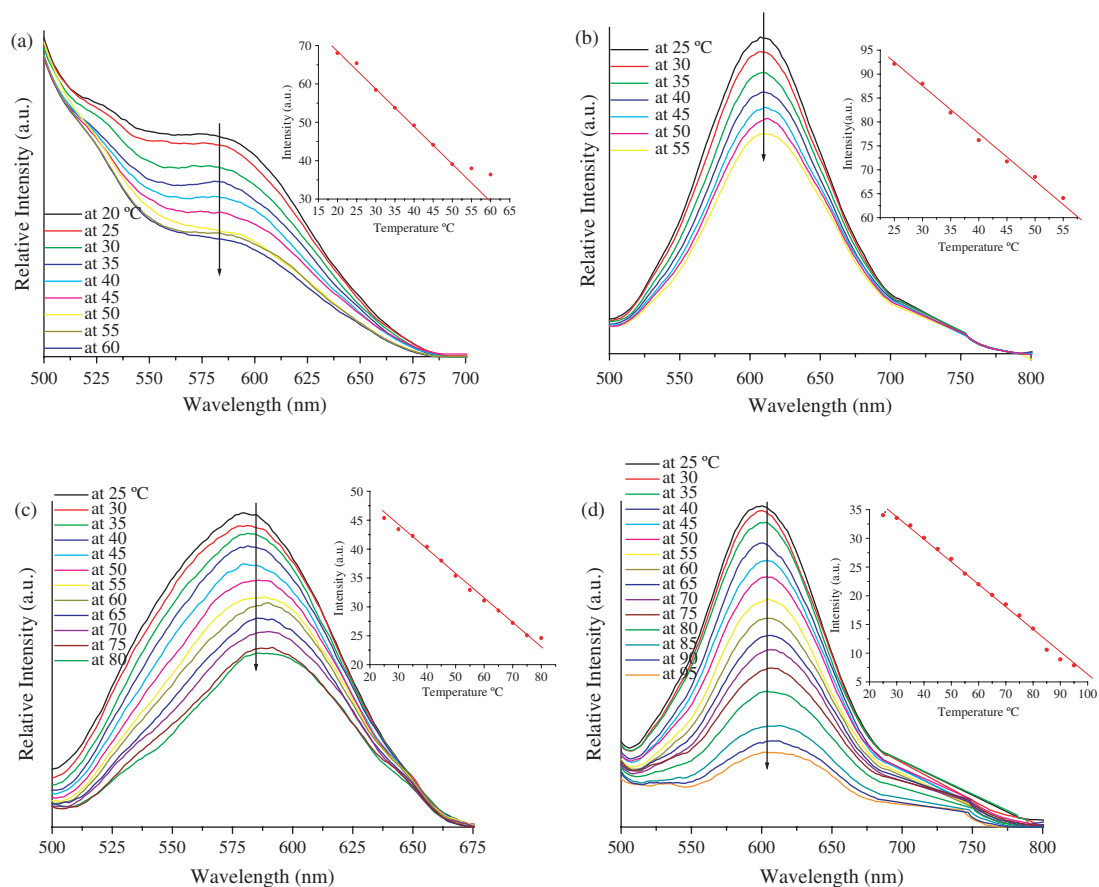 (a)
Relative Intensity (a.u.)
at 20 ºC
at 25
at 30
at 35
at 40
at 45
at 50
at 55
at 60
500 525 550 575 600 625 650 675 700
Wavelength (nm)
70
60
50
40
30
Intensity (a.u.)
15 20 25 30 35 40 45 50 55 60 65
Temperature ºC
(b)
Relative Intensity (a.u.)
at 25 ºC
at 30
at 35
at 40
at 45
at 50
at 55
500 550 600 650 700 750 800
Wavelength (nm)
95
90
85
80
75
70
65
60
Intensity(a.u.)
25 30 35 40 45 50 55
Temperature ºC
(c)
Relative Intensity (a.u.)
at 25 ºC
at 30
at 35
at 40
at 45
at 50
at 55
at 60
at 65
at 70
at 75
at 80
500 525 550 575 600 625 650 675
Wavelength (nm)
50
45
40
35
30
25
20
Intensity (a.u.)
20 30 40 50 60 70 80
Temperature ºC
(d)
Relative Intensity (a.u.)
at 25 ºC
at 30
at 35
at 40
at 45
at 50
at 55
at 60
at 65
at 70
at 75
at 80
at 85
at 90
at 95
500 550 600 650 700 750 800
Wavelength (nm)
35
30
25
20
15
10
5
Intensity (a.u.)
20 30 40 50 60 70 80 90 100
Temperature ºC